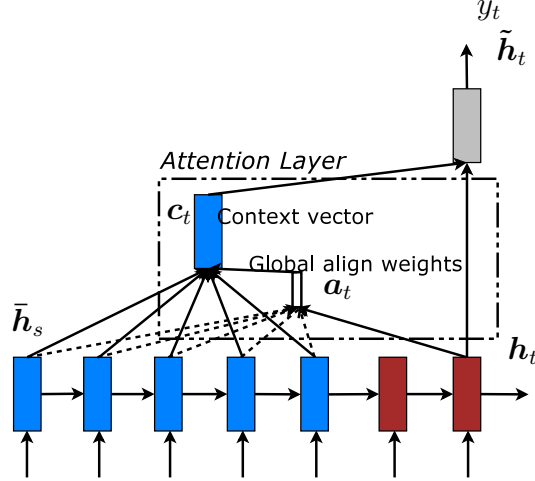 y_t
h̃_t
Attention Layer
c_t Context vector
Global align weights
a_t
h̄_s
h_t